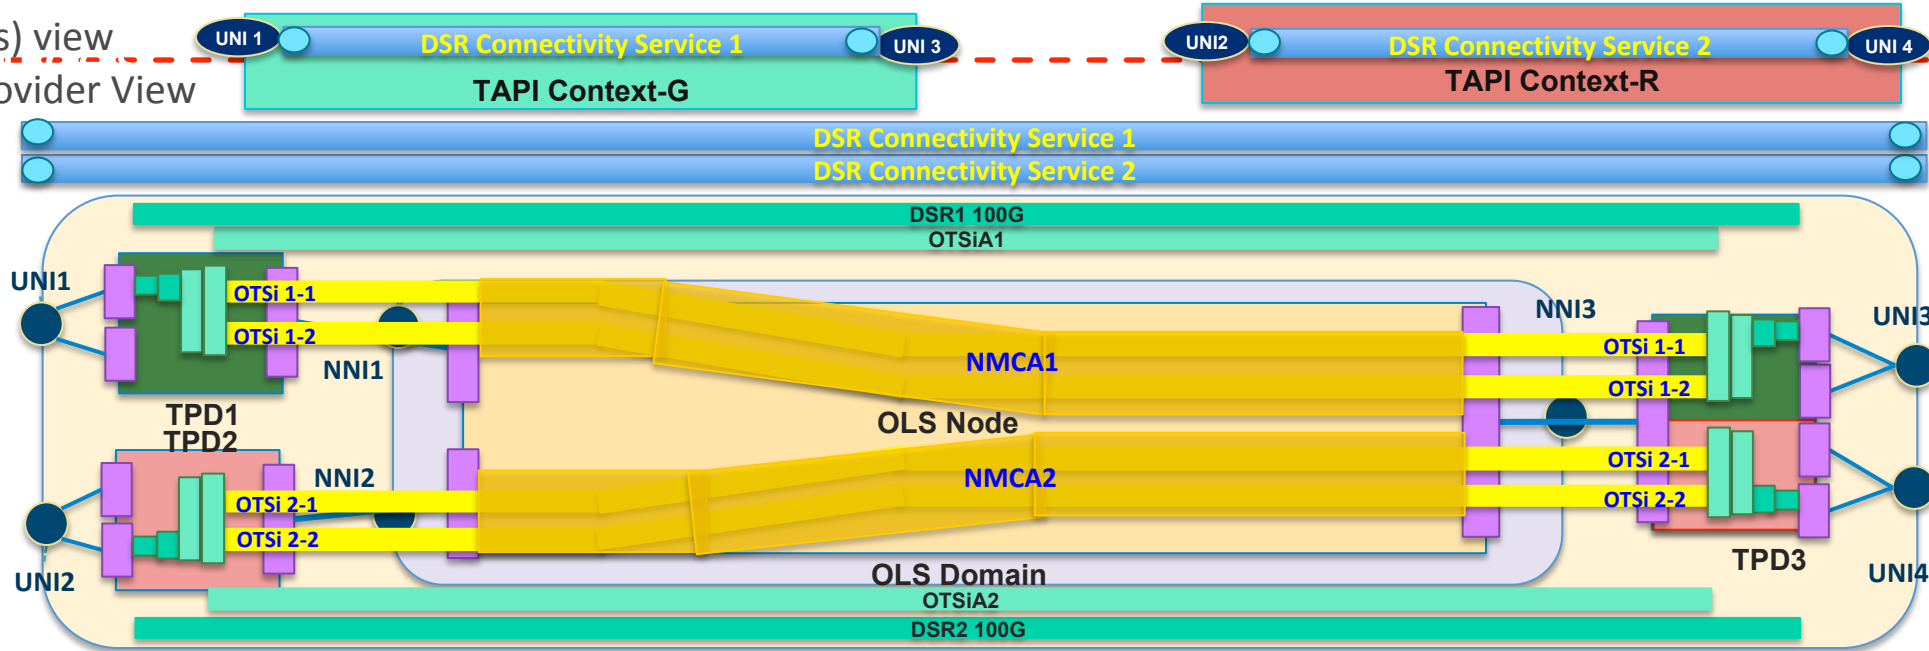 s) view
UNI 1
DSR Connectivity Service 1
UNI 3
UNI2
DSR Connectivity Service 2
UNI 4
ovider View
TAPI Context-G
TAPI Context-R
DSR Connectivity Service 1
DSR Connectivity Service 2
DSR1 100G
OTSiA1
UNI1
OTSi 1-1
OTSi 1-2
NNI1
TPD1
NMCA1
OLS Node
NNI3
OTSi 1-1
OTSi 1-2
UNI3
TPD2
NNI2
OTSi 2-1
OTSi 2-2
UNI2
NMCA2
OTSi 2-1
OTSi 2-2
TPD3
UNI4
OLS Domain
OTSiA2
DSR2 100G